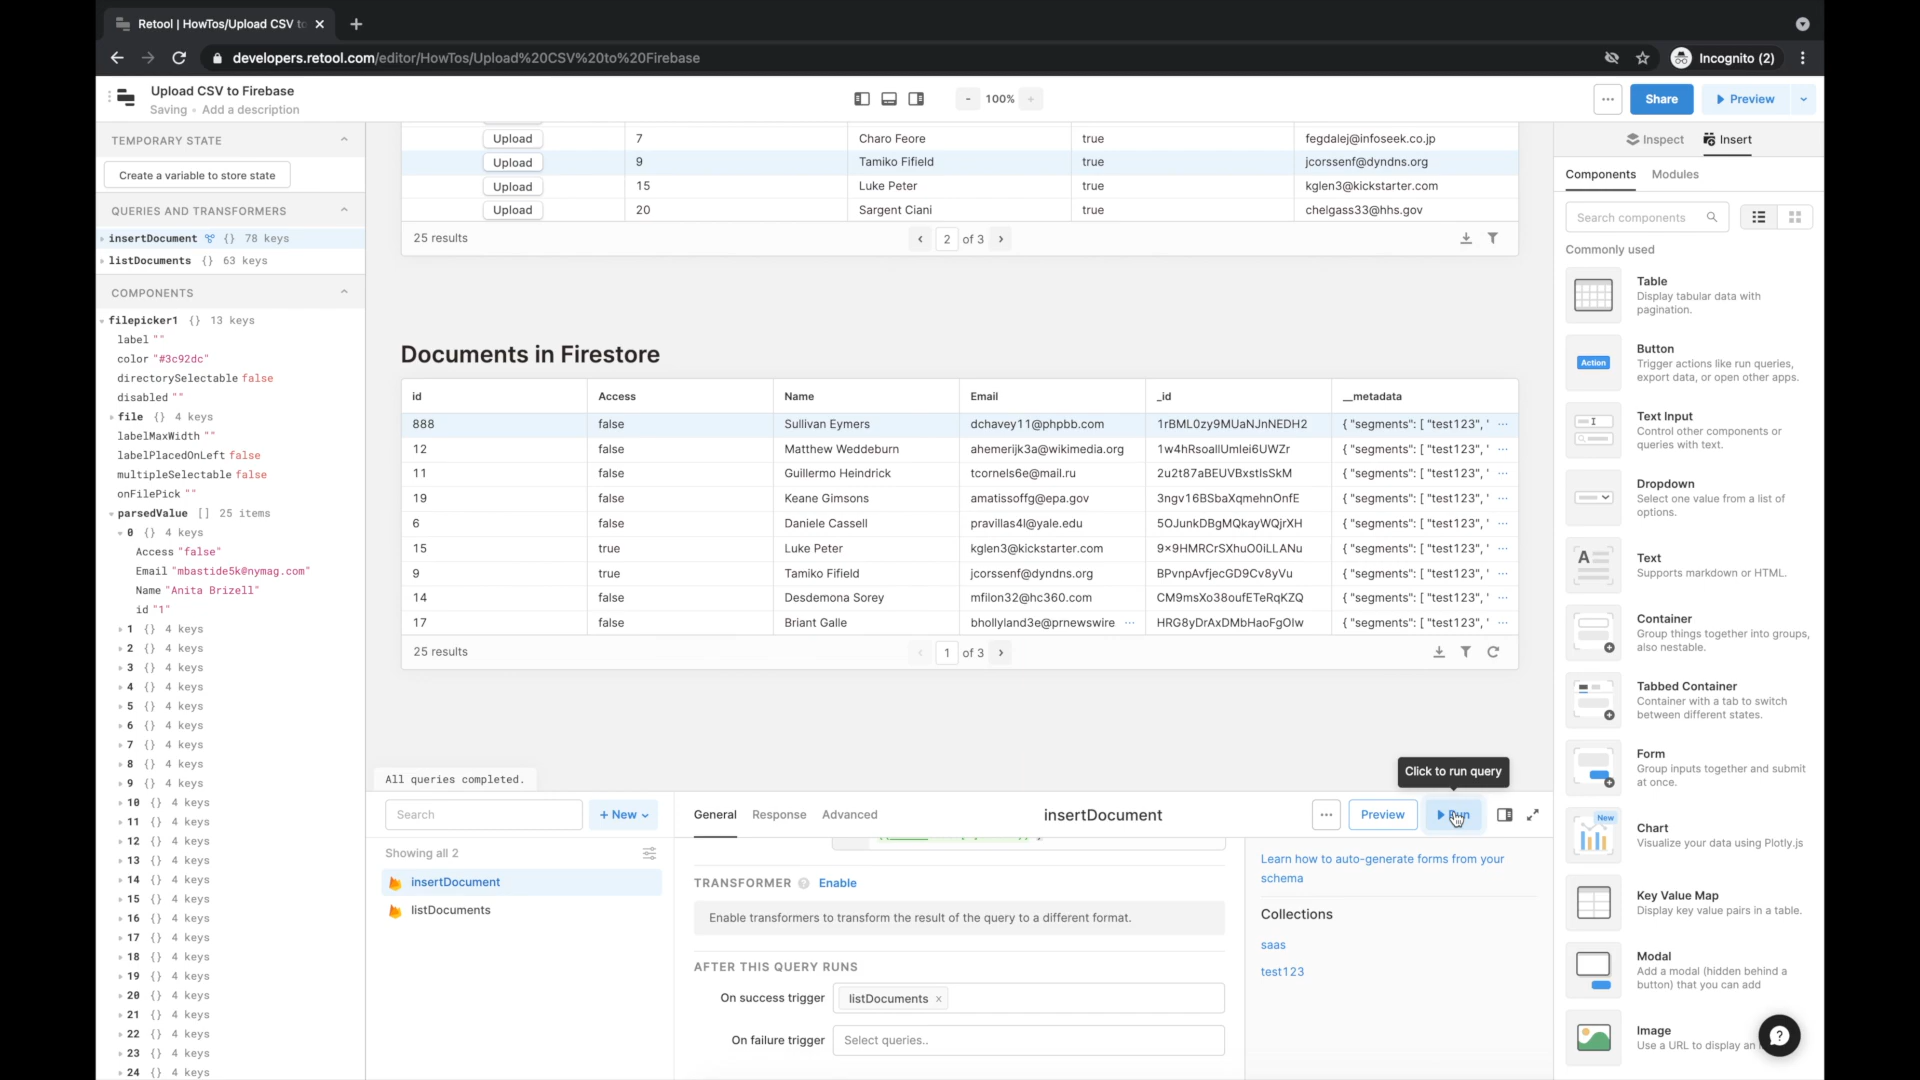 Retool | HowTos/Upload CSV to
developers.retool.com/editor/HowTos/Upload%20CSV%20to%20Firebase
Incognito (2)
Upload CSV to Firebase
Saving • Add a description
- 100% +
Share
Preview
TEMPORARY STATE
Create a variable to store state
QUERIES AND TRANSFORMERS
insertDocument {} 78 keys
listDocuments {} 63 keys
COMPONENTS
filepicker1 {} 13 keys
label ""
color "#3c92dc"
directorySelectable false
disabled ""
file {} 4 keys
labelMaxWidth ""
labelPlacedOnLeft false
multipleSelectable false
onFilePick ""
parsedValue [] 25 items
0 {} 4 keys
Access "false"
Email "mbastide5k@nymag.com"
Name "Anita Brizell"
id "1"
1 {} 4 keys
2 {} 4 keys
3 {} 4 keys
4 {} 4 keys
5 {} 4 keys
6 {} 4 keys
7 {} 4 keys
8 {} 4 keys
9 {} 4 keys
10 {} 4 keys
11 {} 4 keys
12 {} 4 keys
13 {} 4 keys
14 {} 4 keys
15 {} 4 keys
16 {} 4 keys
17 {} 4 keys
18 {} 4 keys
19 {} 4 keys
20 {} 4 keys
21 {} 4 keys
22 {} 4 keys
23 {} 4 keys
24 {} 4 keys
Upload 7 Charo Feore true fegdalej@infoseek.co.jp
Upload 9 Tamiko Fifield true jcorssenf@dyndns.org
Upload 15 Luke Peter true kglen3@kickstarter.com
Upload 20 Sargent Ciani true chelgass33@hhs.gov
25 results
2 of 3
Documents in Firestore
id Access Name Email _id __metadata
888 false Sullivan Eymers dchavey11@phpbb.com 1rBML0zy9MUaNJnNEDH2 { "segments": [ "test123", " ...
12 false Matthew Weddeburn ahemerijk3a@wikimedia.org 1w4hRsoallUmlei6UWZr { "segments": [ "test123", " ...
11 false Guillermo Heindrick tcornels6e@mail.ru 2u2t87aBEUVBxstIsSkM { "segments": [ "test123", " ...
19 false Keane Gimsons amatissoffg@epa.gov 3ngv16BSbaXqmehnOnfE { "segments": [ "test123", " ...
6 false Daniele Cassell pravillas4l@yale.edu 5OJunkDBgMQkayWQjrXH { "segments": [ "test123", " ...
15 true Luke Peter kglen3@kickstarter.com 9x9HMRCrSXhuO0iLLANu { "segments": [ "test123", " ...
9 true Tamiko Fifield jcorssenf@dyndns.org BPvnpAvfjecGD9Cv8yVu { "segments": [ "test123", " ...
14 false Desdemona Sorey mfilon32@hc360.com CM9msXo38oufETeRqKZQ { "segments": [ "test123", " ...
17 false Briant Galle bhollyland3e@prnewswire ... HRG8yDrAxDMbHaoFgOIw { "segments": [ "test123", " ...
25 results
1 of 3
All queries completed.
Click to run query
Search
+ New
Showing all 2
insertDocument
listDocuments
General Response Advanced
insertDocument
Preview
TRANSFORMER Enable
Enable transformers to transform the result of the query to a different format.
AFTER THIS QUERY RUNS
On success trigger listDocuments ×
On failure trigger Select queries..
Learn how to auto-generate forms from your
schema
Collections
saas
test123
Inspect
Insert
Components
Modules
Search components
Commonly used
Table
Display tabular data with
pagination.
Action
Button
Trigger actions like run queries,
export data, or open other apps.
Text Input
Control other components or
queries with text.
Dropdown
Select one value from a list of
options.
Text
Supports markdown or HTML.
Container
Group things together into groups,
also nestable.
Tabbed Container
Container with a tab to switch
between different states.
Form
Group inputs together and submit
at once.
New
Chart
Visualize your data using Plotly.js
Key Value Map
Display key value pairs in a table.
Modal
Add a modal (hidden behind a
button) that you can add
Image
Use a URL to display an